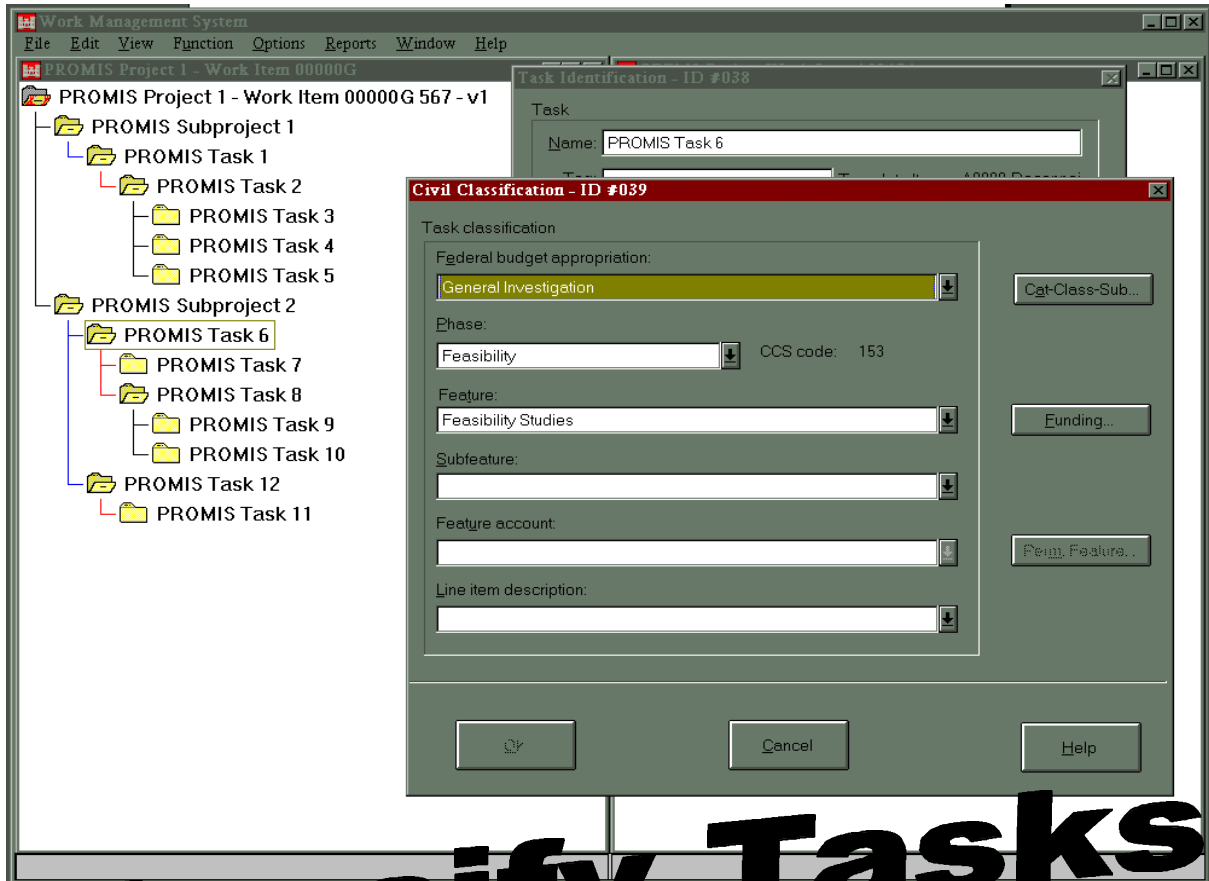 Work Management System
File Edit View Function Options Reports Window Help
PROMIS Project 1 - Work Item 00000G
PROMIS Project 1 - Work Item 00000G 567 - v1
PROMIS Subproject 1
PROMIS Task 1
PROMIS Task 2
PROMIS Task 3
PROMIS Task 4
PROMIS Task 5
PROMIS Subproject 2
PROMIS Task 6
PROMIS Task 7
PROMIS Task 8
PROMIS Task 9
PROMIS Task 10
PROMIS Task 12
PROMIS Task 11
Task Identification - ID #038
Task
Name: PROMIS Task 6
Civil Classification - ID #039
Task classification
Federal budget appropriation:
General Investigation
Cat-Class-Sub...
Phase:
Feasibility
CCS code: 153
Feature:
Feasibility Studies
Funding...
Subfeature:
Feature account:
Perm. Feature...
Line item description:
Ok
Cancel
Help
Tasks